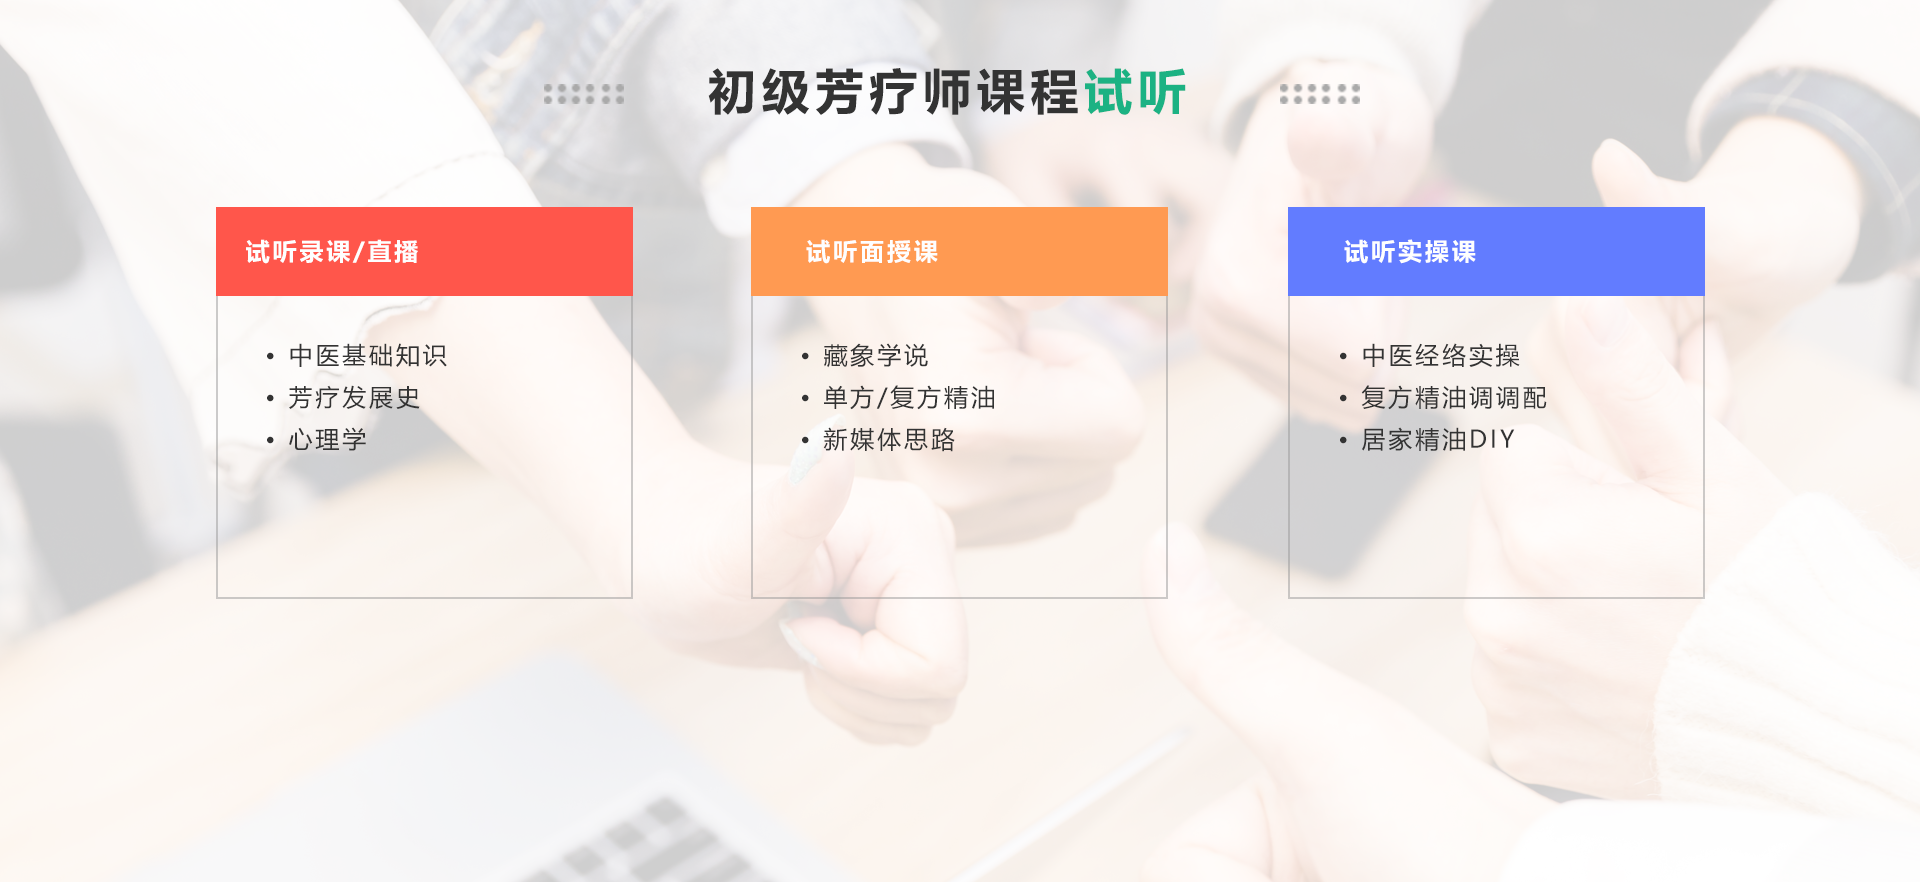 初级芳疗师课程试听
试听录课/直播
• 中医基础知识
• 芳疗发展史
• 心理学
试听面授课
• 藏象学说
• 单方/复方精油
• 新媒体思路
试听实操课
• 中医经络实操
• 复方精油调调配
• 居家精油DIY